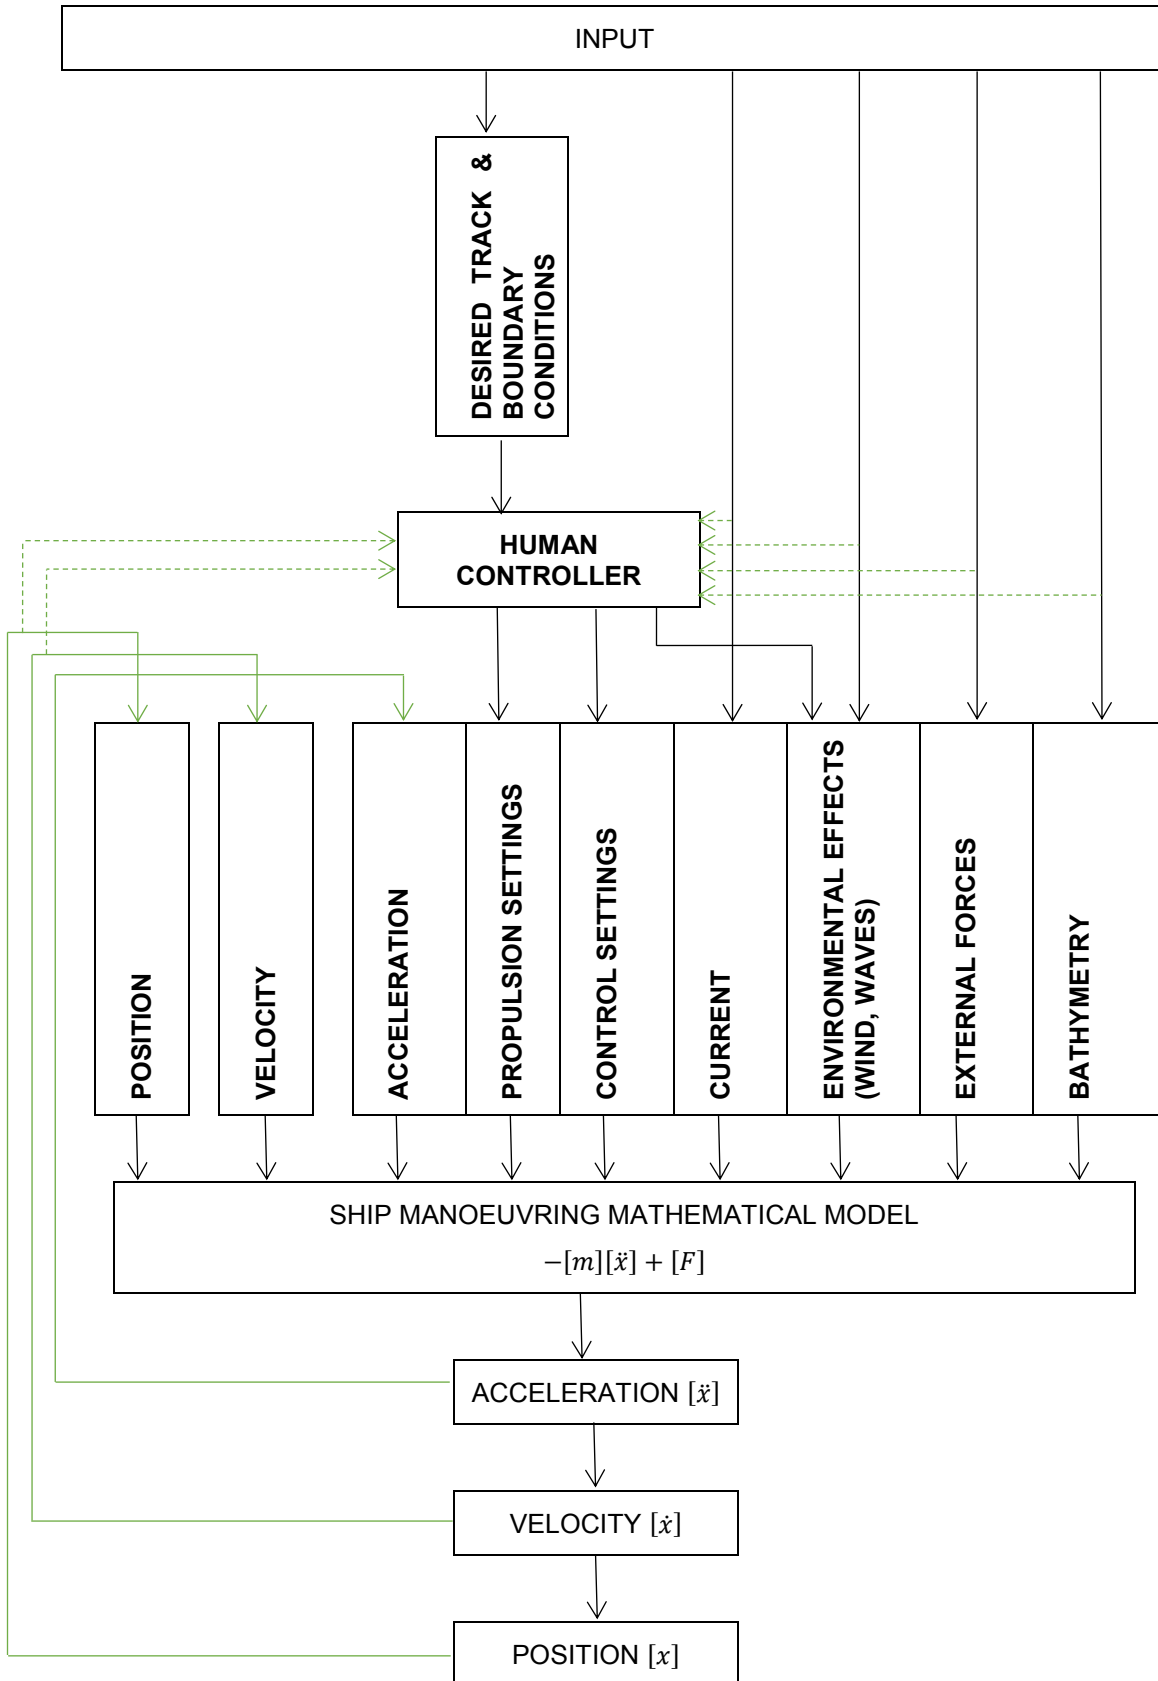 INPUT
DESIRED TRACK &
BOUNDARY
CONDITIONS
HUMAN
CONTROLLER
POSITION
VELOCITY
ACCELERATION
PROPULSION SETTINGS
CONTROL SETTINGS
CURRENT
ENVIRONMENTAL EFFECTS
(WIND, WAVES)
EXTERNAL FORCES
BATHYMETRY
SHIP MANOEUVRING MATHEMATICAL MODEL
−[m][ẍ] + [F]
ACCELERATION [ẍ]
VELOCITY [ẋ]
POSITION [x]